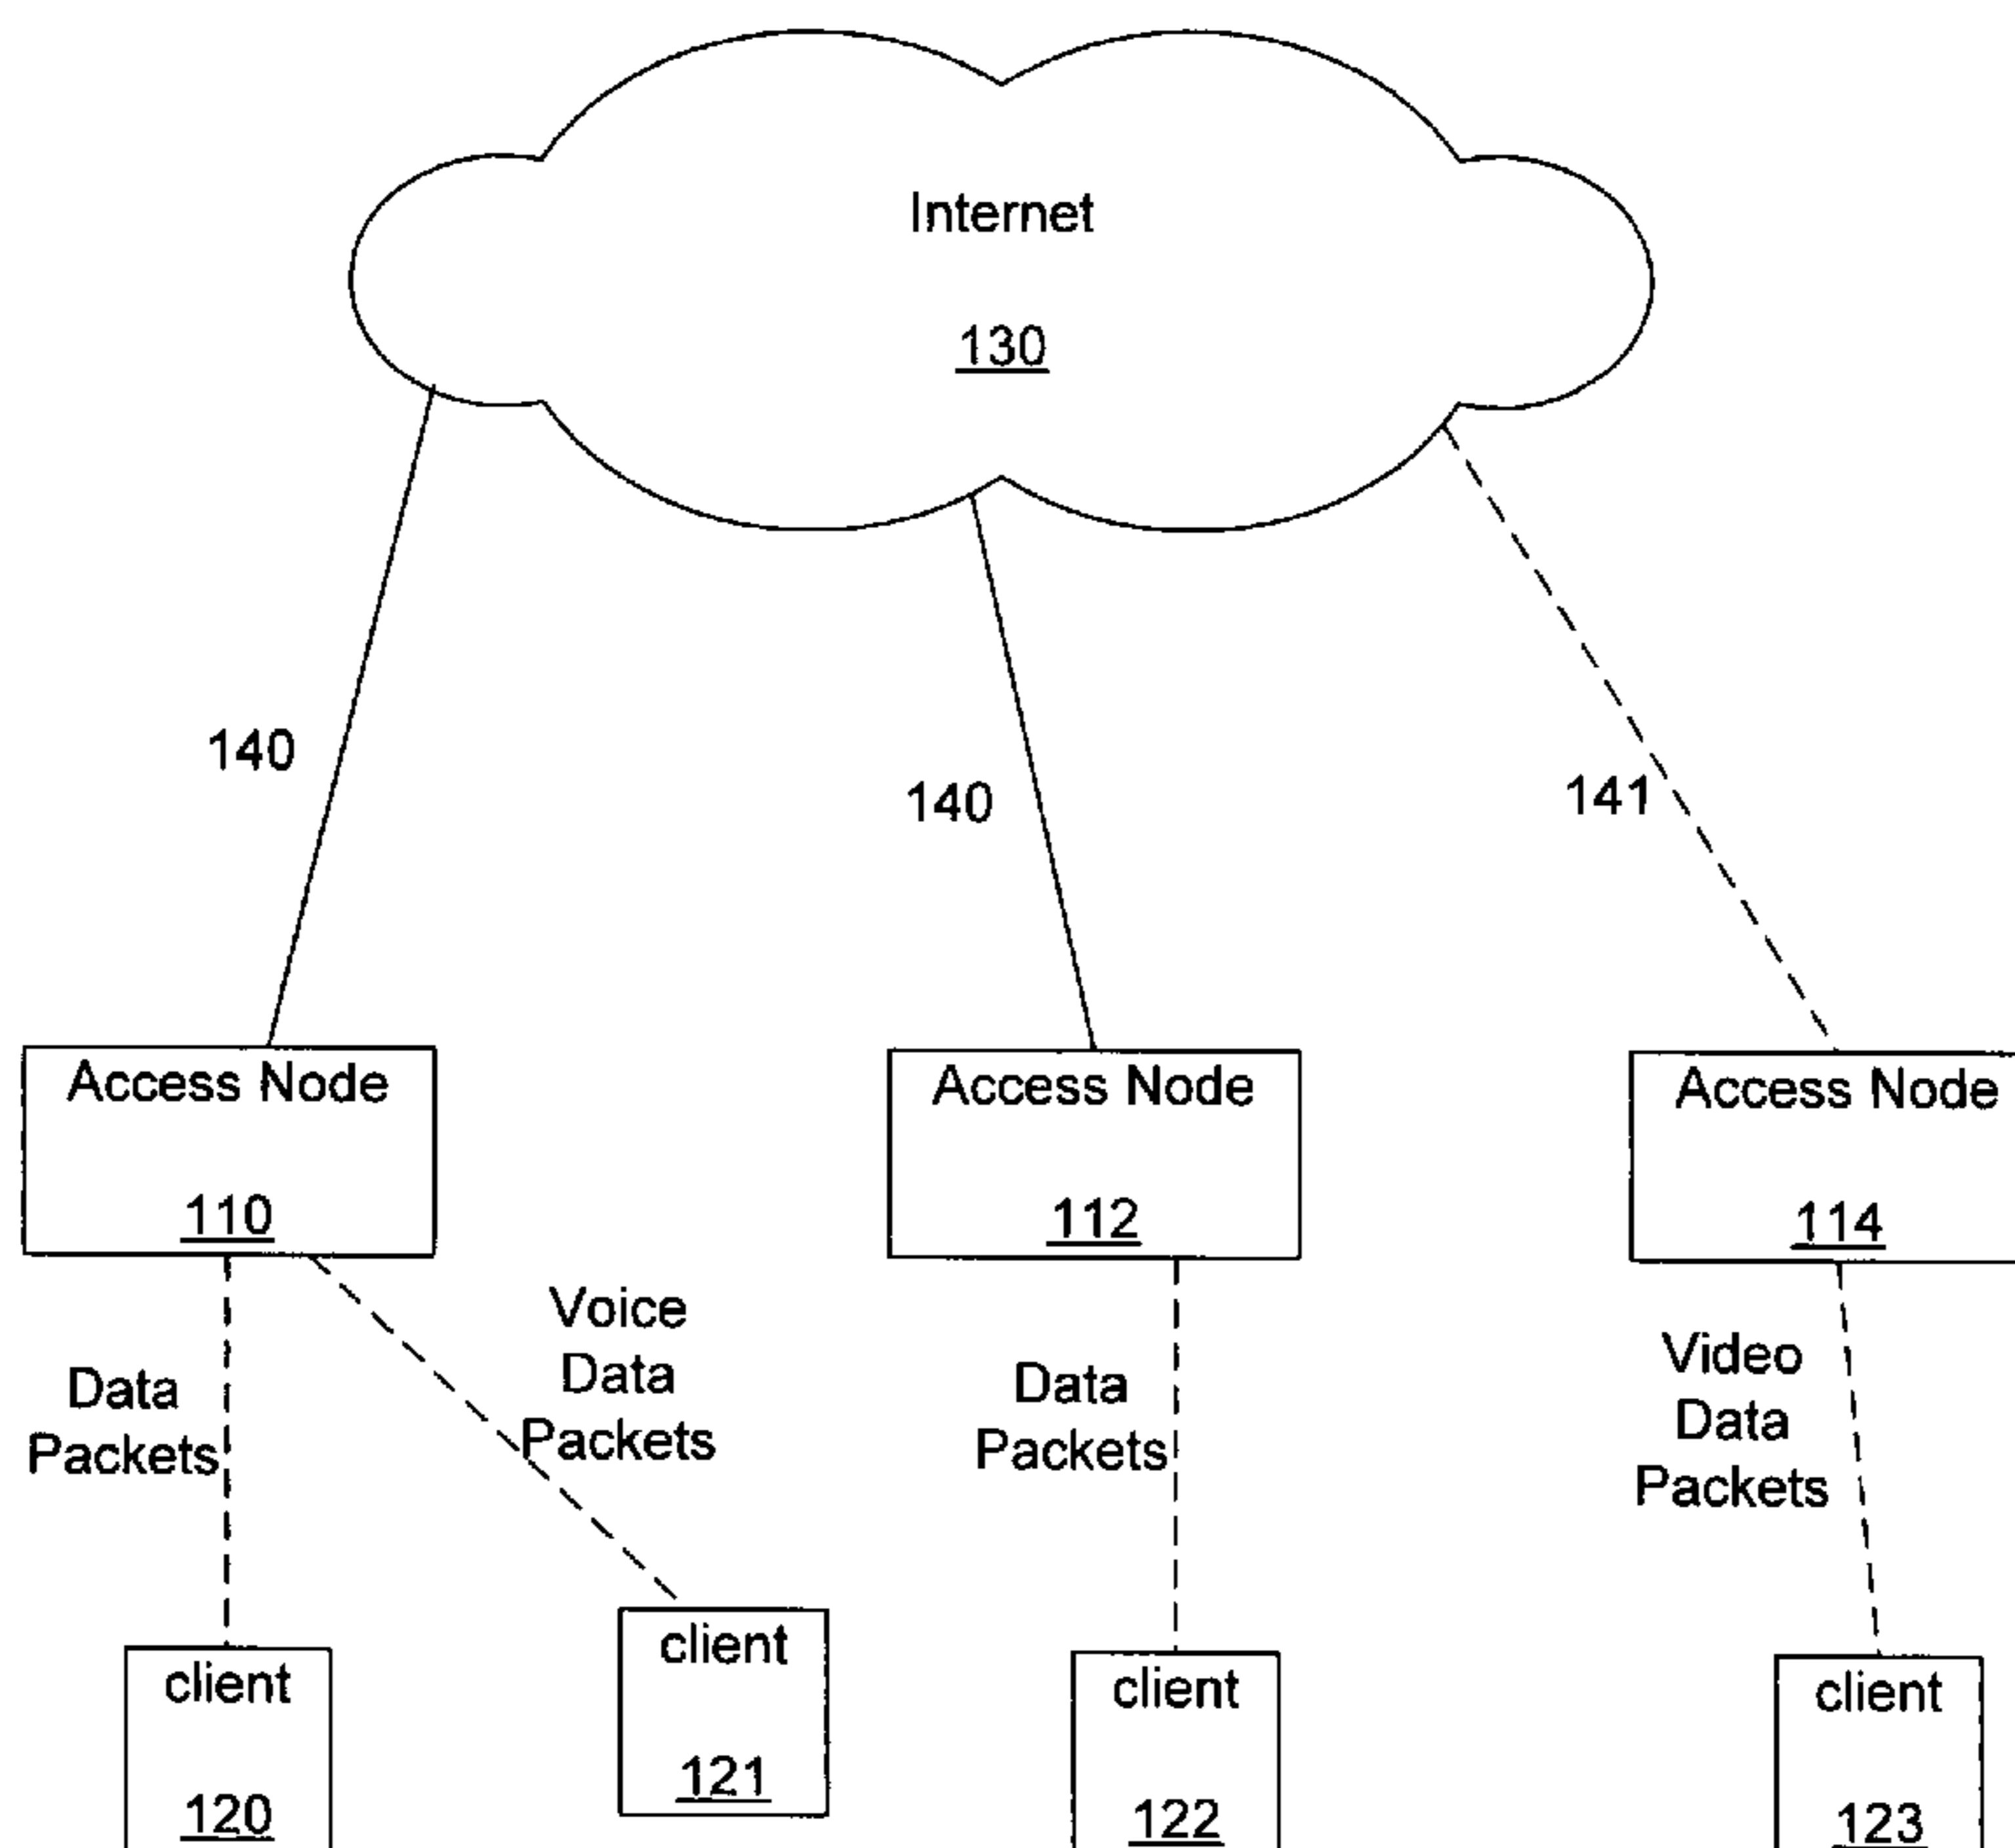 Internet
130
140
140
141
Access Node
110
Access Node
112
Access Node
114
Data
Packets
Voice
Data
Packets
Data
Packets
Video
Data
Packets
client
120
client
121
client
122
client
123